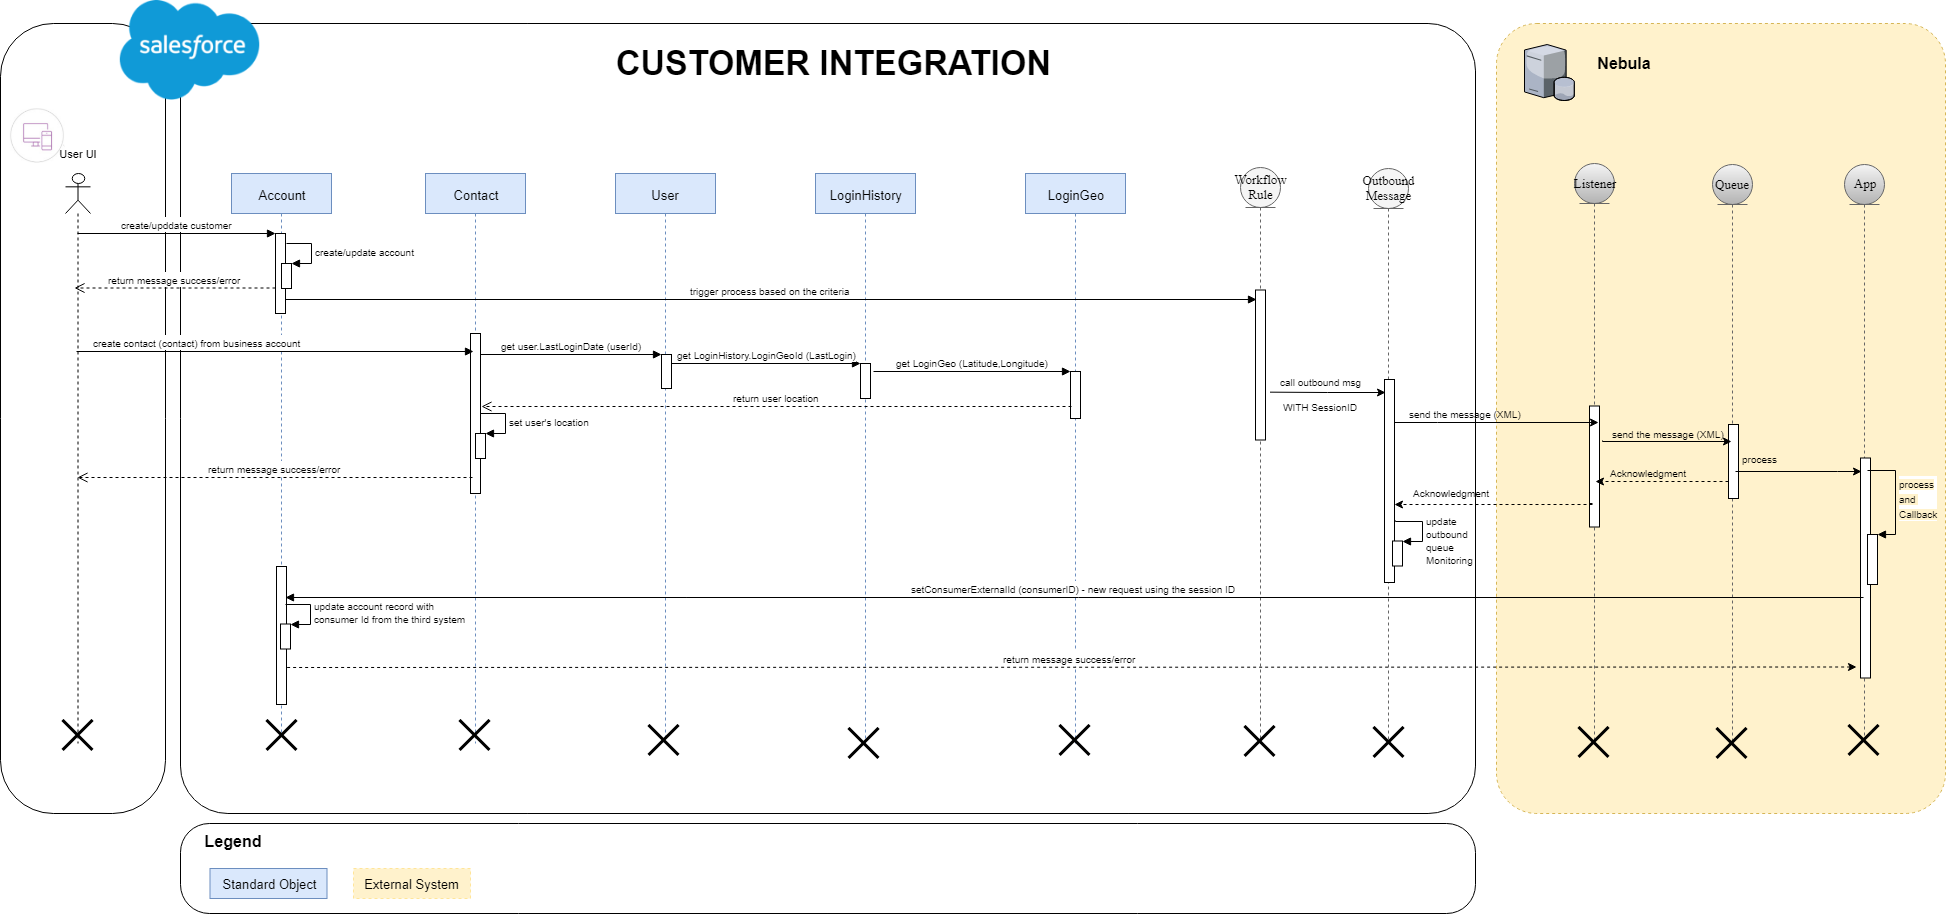 salesforce
CUSTOMER INTEGRATION
Nebula
User UI
Account
Contact
User
LoginHistory
LoginGeo
Workflow
Rule
Outbound
Message
Listener
Queue
App
create/upddate customer
create/update account
return message success/error
trigger process based on the criteria
create contact (contact) from business account
get user.LastLoginDate (userId)
get LoginHistory.LoginGeoId (LastLogin)
get LoginGeo (Latitude,Longitude)
call outbound msg
WITH SessionID
return user location
set user's location
send the message (XML)
send the message (XML)
process
Acknowledgment
return message success/error
Acknowledgment
process
and
Callback
update
outbound
queue
Monitoring
setConsumerExternalId (consumerID) - new request using the session ID
update account record with
consumer Id from the third system
return message success/error
Legend
Standard Object
External System